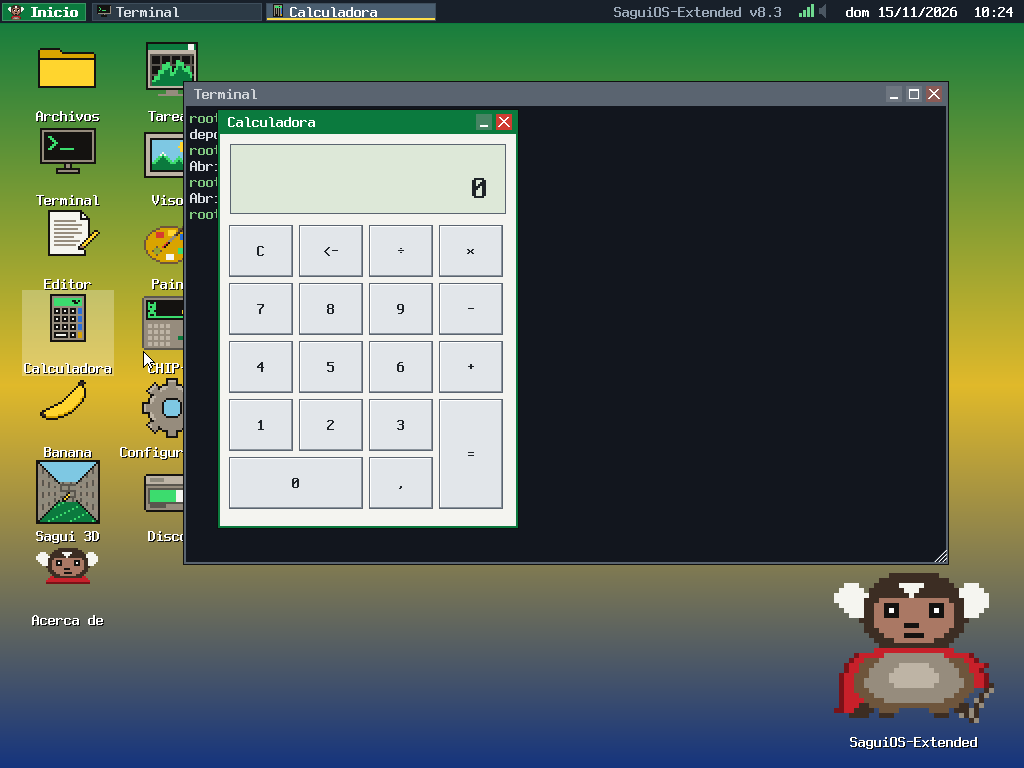 Inicio
Terminal
Calculadora
SaguiOS-Extended v8.3
dom 15/11/2026
10:24
Archivos
Terminal
Editor
Calculadora
Banana
Sagui 3D
Acerca de
CHIP-
Terminal
Calculadora
0
C <- ÷ ×
7 8 9 -
4 5 6 +
1 2 3 =
0 ,
SaguiOS-Extended